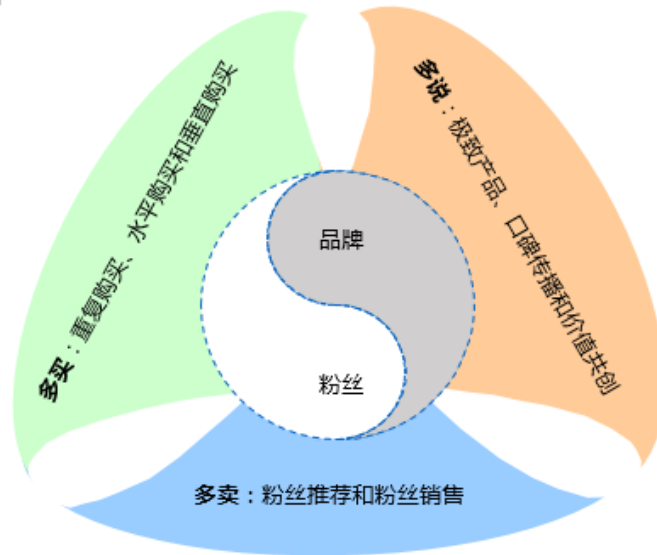 多买：重复购买、水平购买和垂直购买
多说：极致产品、口碑传播和价值共创
品牌
粉丝
多卖：粉丝推荐和粉丝销售